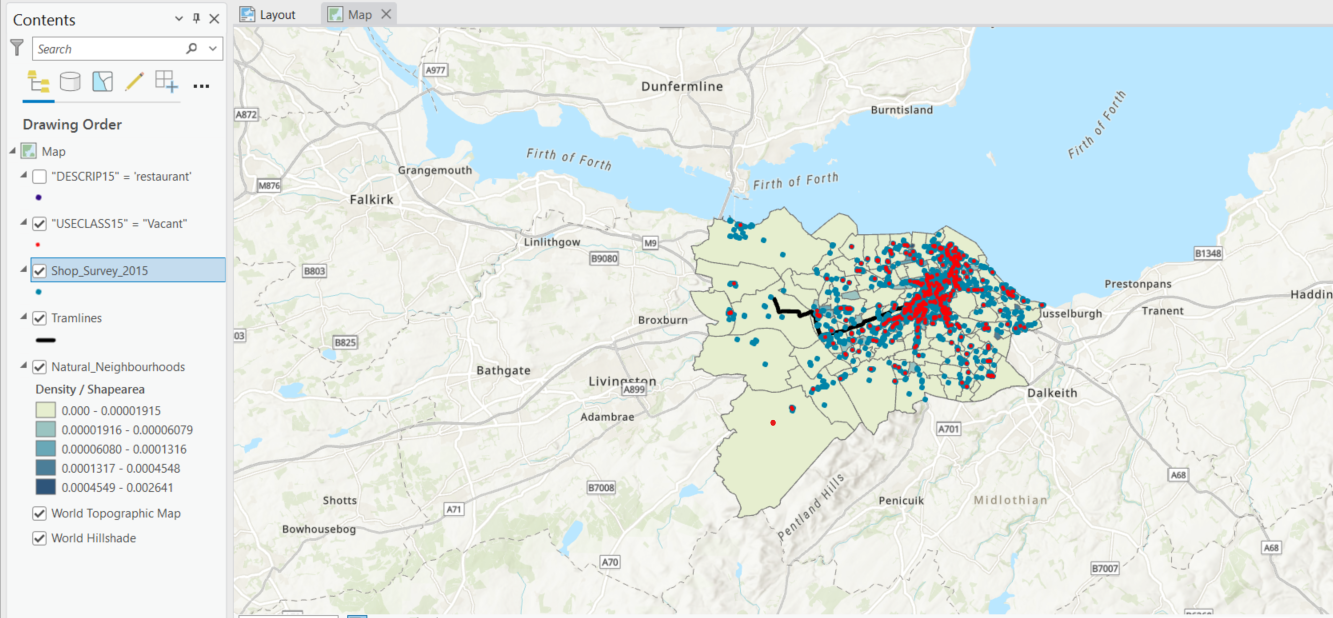 Contents
Layout
Map
Search
Drawing Order
Map
"DESCRIP15" = 'restaurant'
"USECLASS15" = "Vacant"
Shop_Survey_2015
Tramlines
Natural_Neighbourhoods
Density / Shapearea
0.000 - 0.00001915
0.00001916 - 0.00006079
0.00006080 - 0.0001316
0.0001317 - 0.0004548
0.0004549 - 0.002641
World Topographic Map
World Hillshade
A977
Dunfermline
Burntisland
A872
Firth of Forth
Firth of Forth
Firth of Forth
Grangemouth
M876
Falkirk
Linlithgow
M9
B9080
B1348
B803
Prestonpans
Haddin
Tranent
usselburgh
Broxburn
03
B825
Bathgate
Livingston
A899
Dalkeith
Adambrae
A701
A68
B7008
Pentland Hills
Shotts
A71
Penicuik
Midlothian
Bowhousebog
A70
A68
B7007